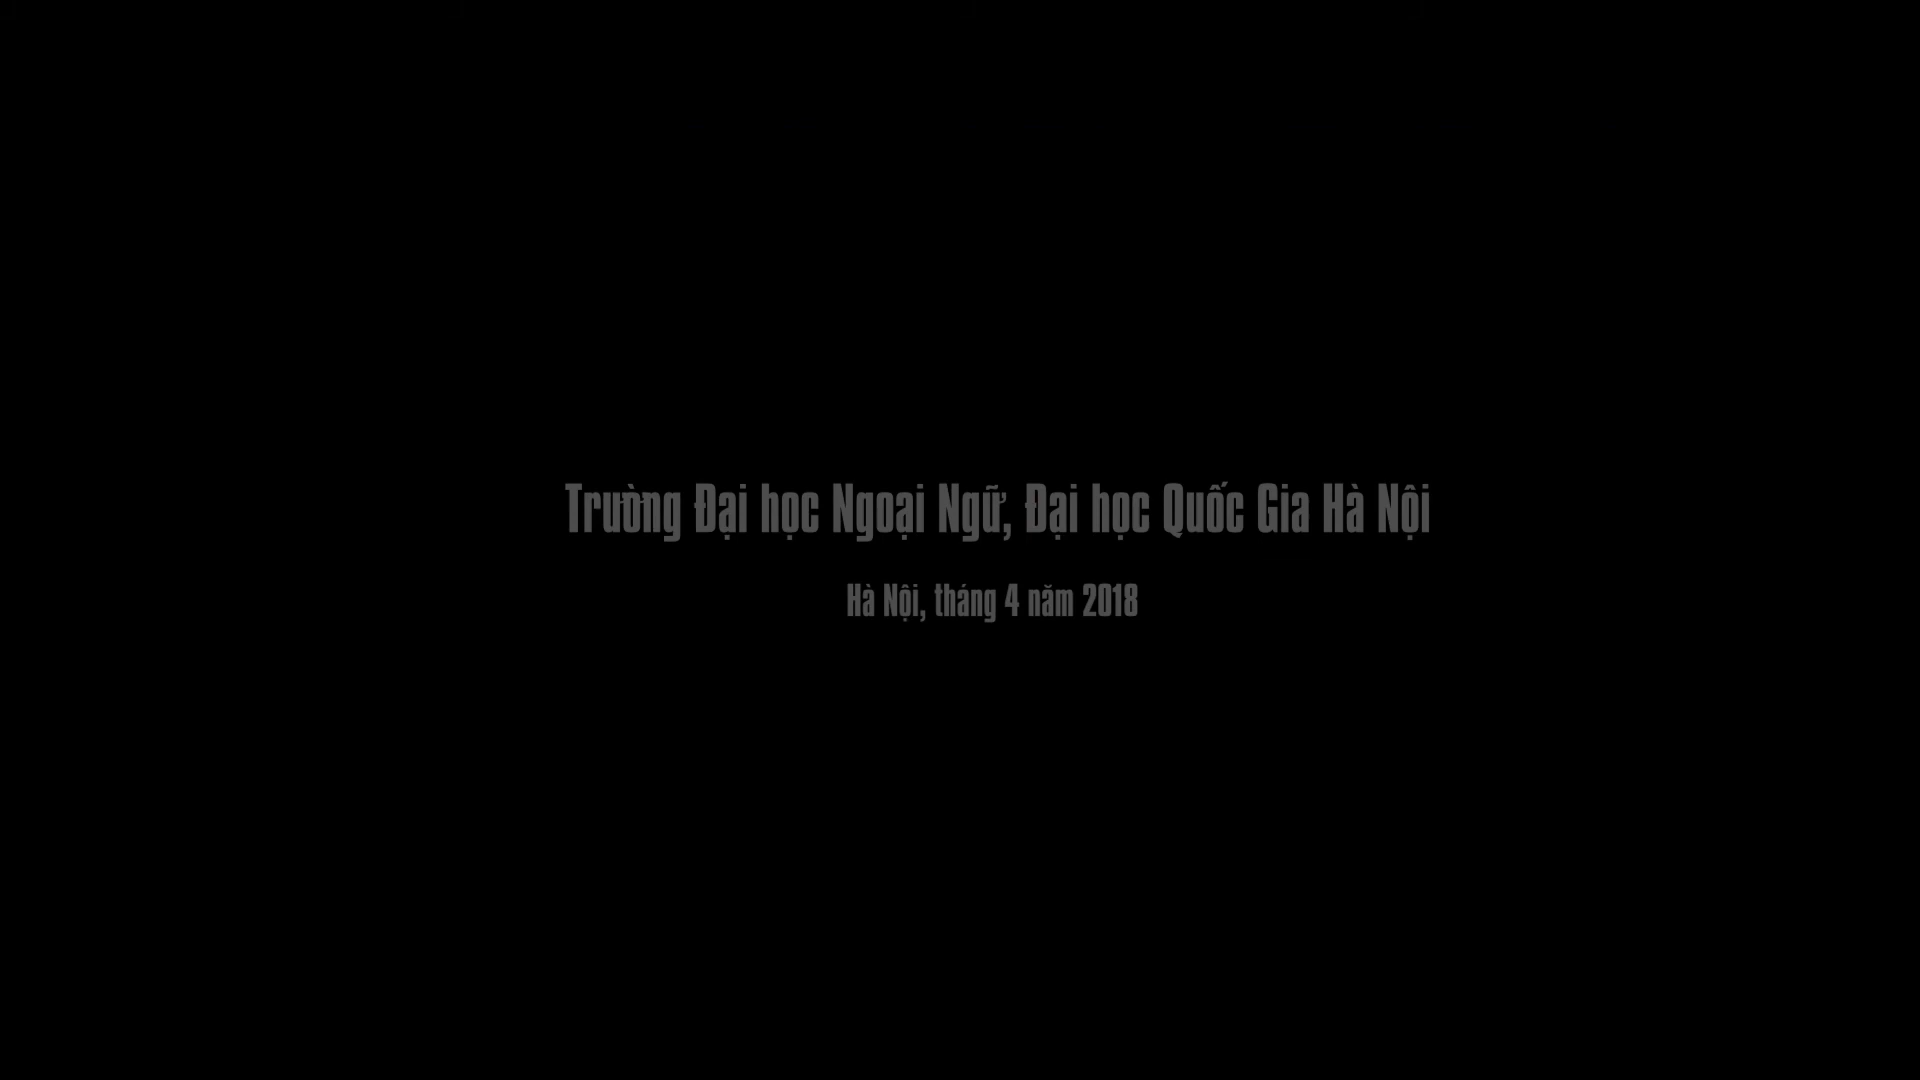 Trường Đại học Ngoại Ngữ, Đại học Quốc Gia Hà Nội
Hà Nội, tháng 4 năm 2018